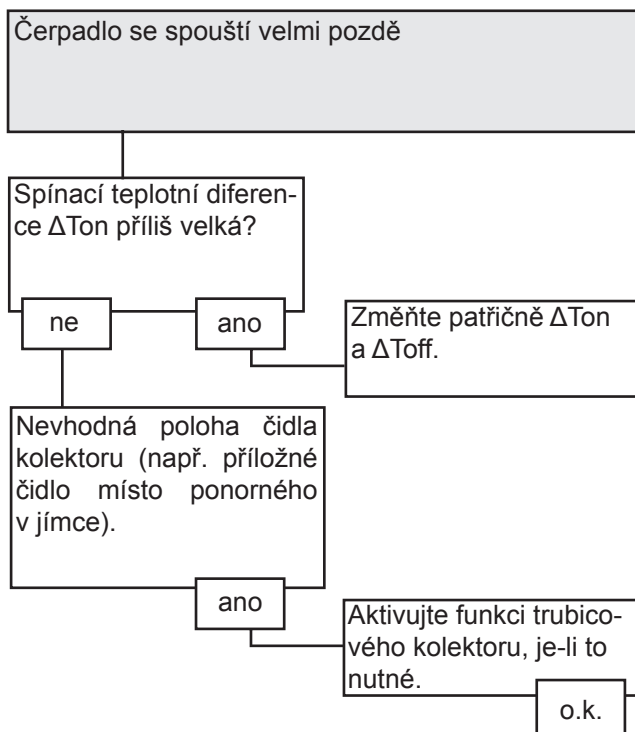 Čerpadlo se spouští velmi pozdě
Spínací teplotní diferen-
ce ΔTon příliš velká?
ne
ano
Změňte patřičně ΔTon
a ΔToff.
Nevhodná poloha čidla
kolektoru (např. příložné
čidlo místo ponorného
v jímce).
ano
Aktivujte funkci trubico-
vého kolektoru, je-li to
nutné.
o.k.